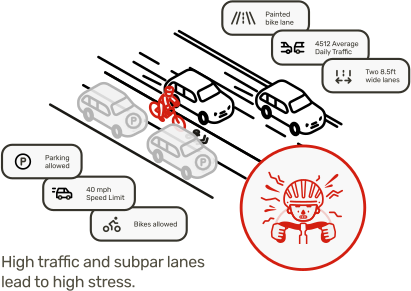 Painted
bike lane
4512 Average
Daily Traffic
Two 8.5ft
wide lanes
P
P
P
Parking
allowed
40 mph
Speed Limit
Bikes allowed
High traffic and subpar lanes
lead to high stress.